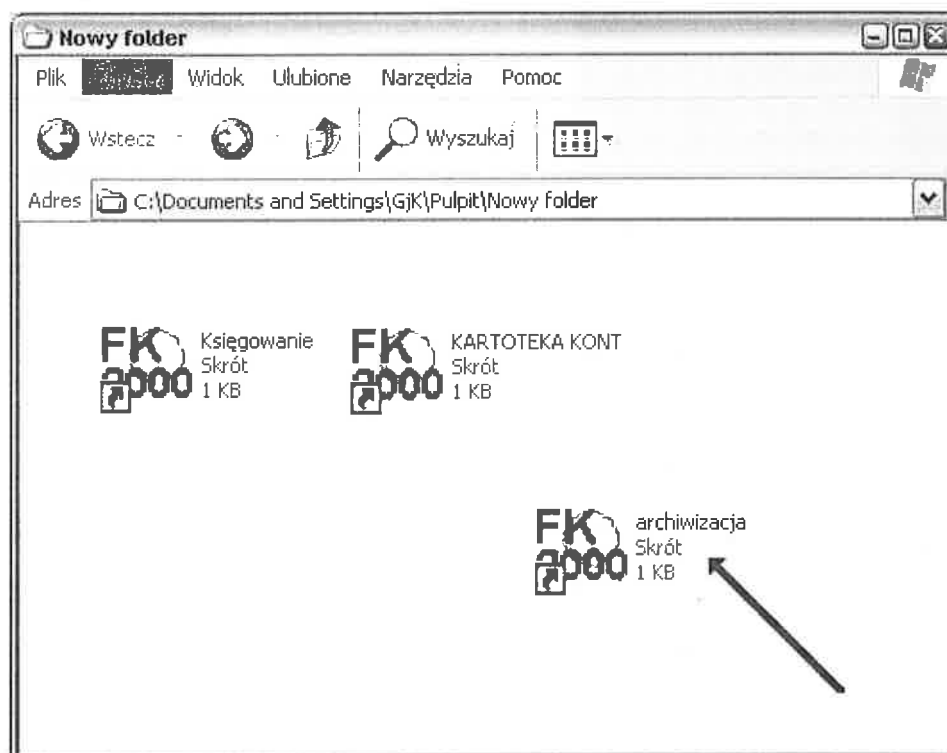 Nowy folder
Plik Widok Ulubione Narzędzia Pomoc
Wstecz Wyszukaj
Adres C:\Documents and Settings\GjK\Pulpit\Nowy folder
FK 2000 Księgowanie
Skrót
1 KB
FK 2000 KARTOTEKA KONT
Skrót
1 KB
FK 2000 archiwizacja
Skrót
1 KB